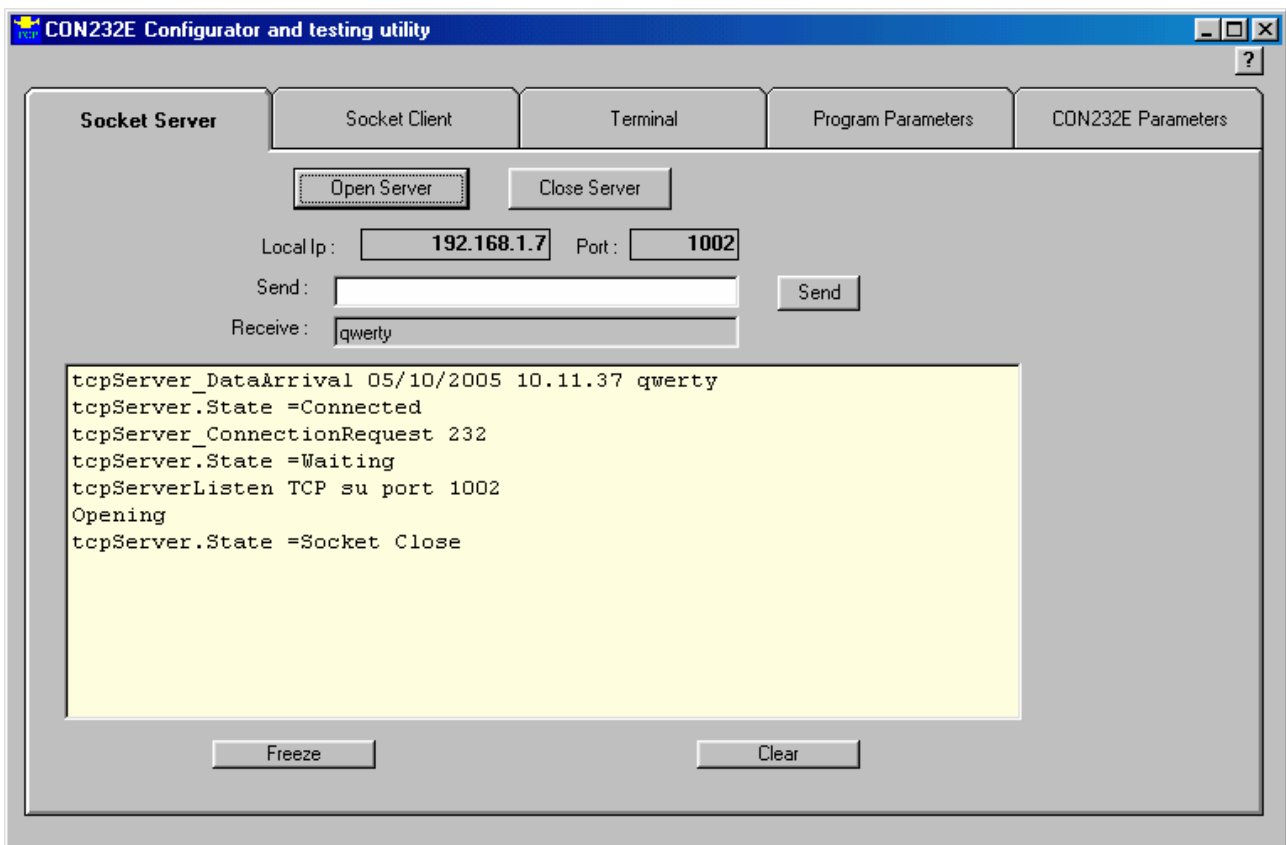 TCP CON232E Configurator and testing utility
?
Socket Server Socket Client Terminal Program Parameters CON232E Parameters
Open Server Close Server
Local Ip : 192.168.1.7 Port : 1002
Send : Send
Receive : qwerty
tcpServer_DataArrival 05/10/2005 10.11.37 qwerty
tcpServer.State =Connected
tcpServer_ConnectionRequest 232
tcpServer.State =Waiting
tcpServerListen TCP su port 1002
Opening
tcpServer.State =Socket Close
Freeze Clear